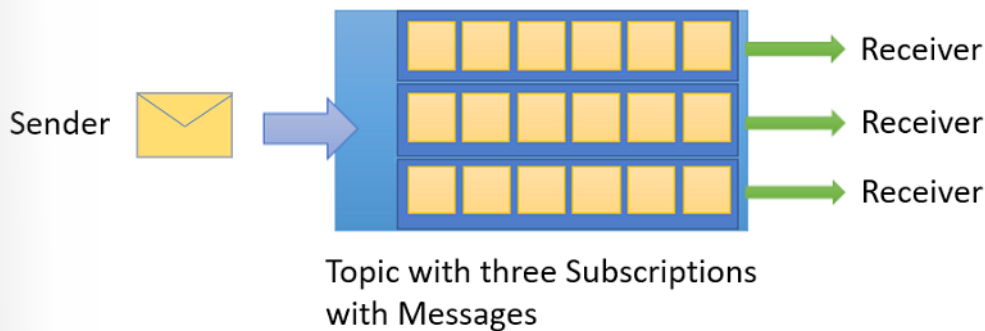 Sender
Receiver
Receiver
Receiver
Topic with three Subscriptions
with Messages